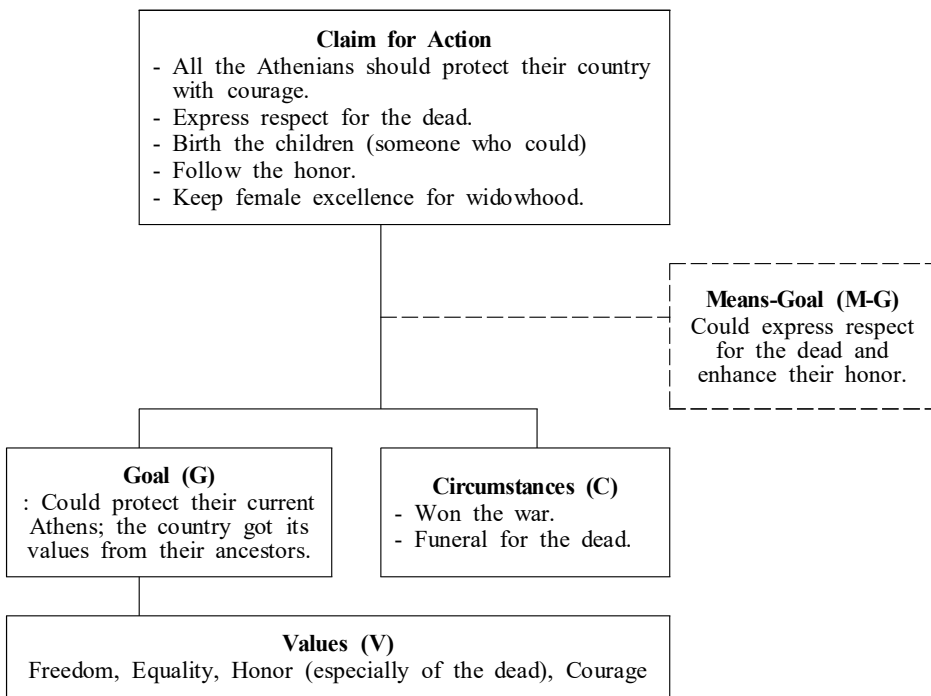 Claim for Action
- All the Athenians should protect their country
with courage.
- Express respect for the dead.
- Birth the children (someone who could)
- Follow the honor.
- Keep female excellence for widowhood.
Means-Goal (M-G)
Could express respect
for the dead and
enhance their honor.
Goal (G)
: Could protect their current
Athens; the country got its
values from their ancestors.
Circumstances (C)
- Won the war.
- Funeral for the dead.
Values (V)
Freedom, Equality, Honor (especially of the dead), Courage